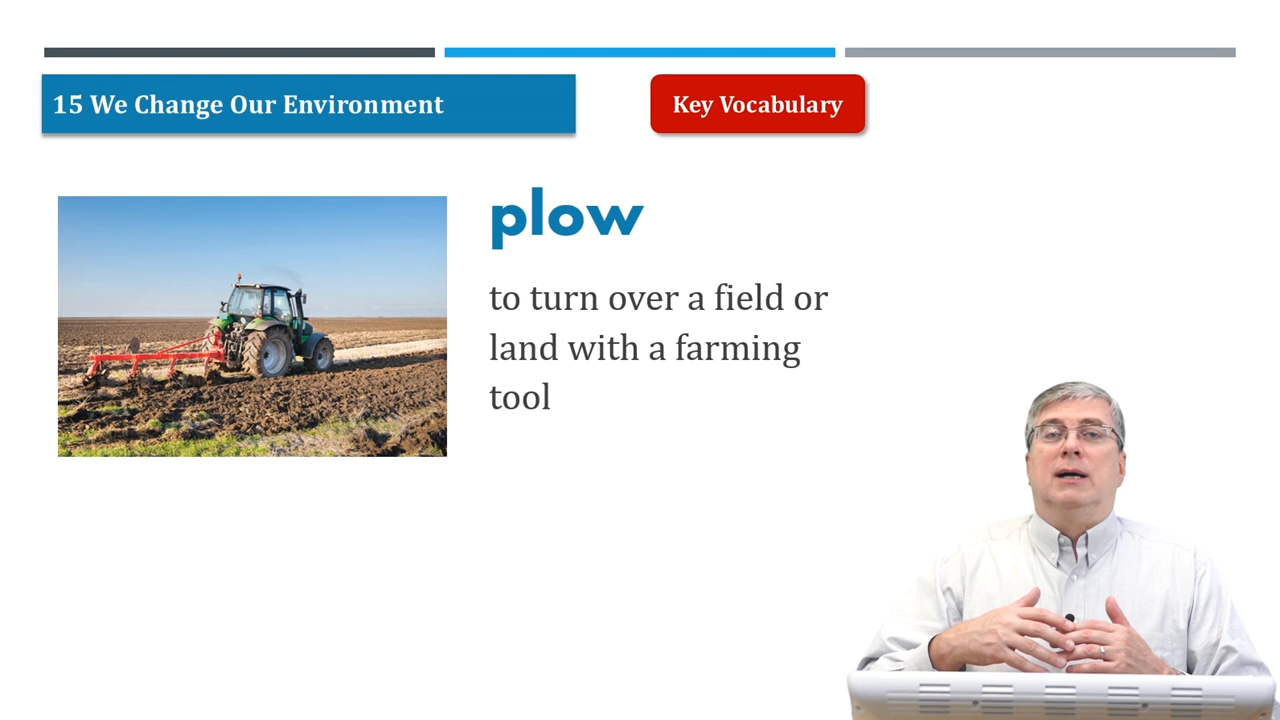 15 We Change Our Environment
Key Vocabulary
plow
to turn over a field or
land with a farming
tool